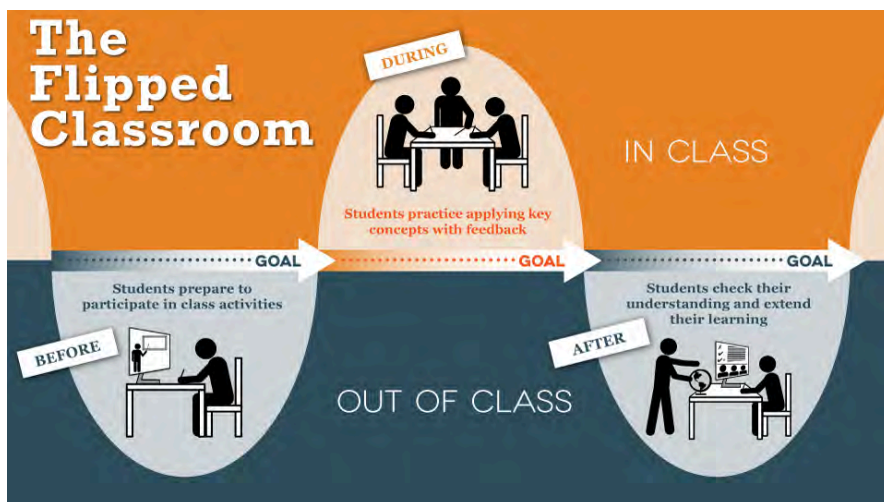 The
Flipped
Classroom
DURING
IN CLASS
Students practice applying key
concepts with feedback
GOAL
GOAL
GOAL
Students prepare to
participate in class activities
BEFORE
OUT OF CLASS
Students check their
understanding and extend
their learning
AFTER